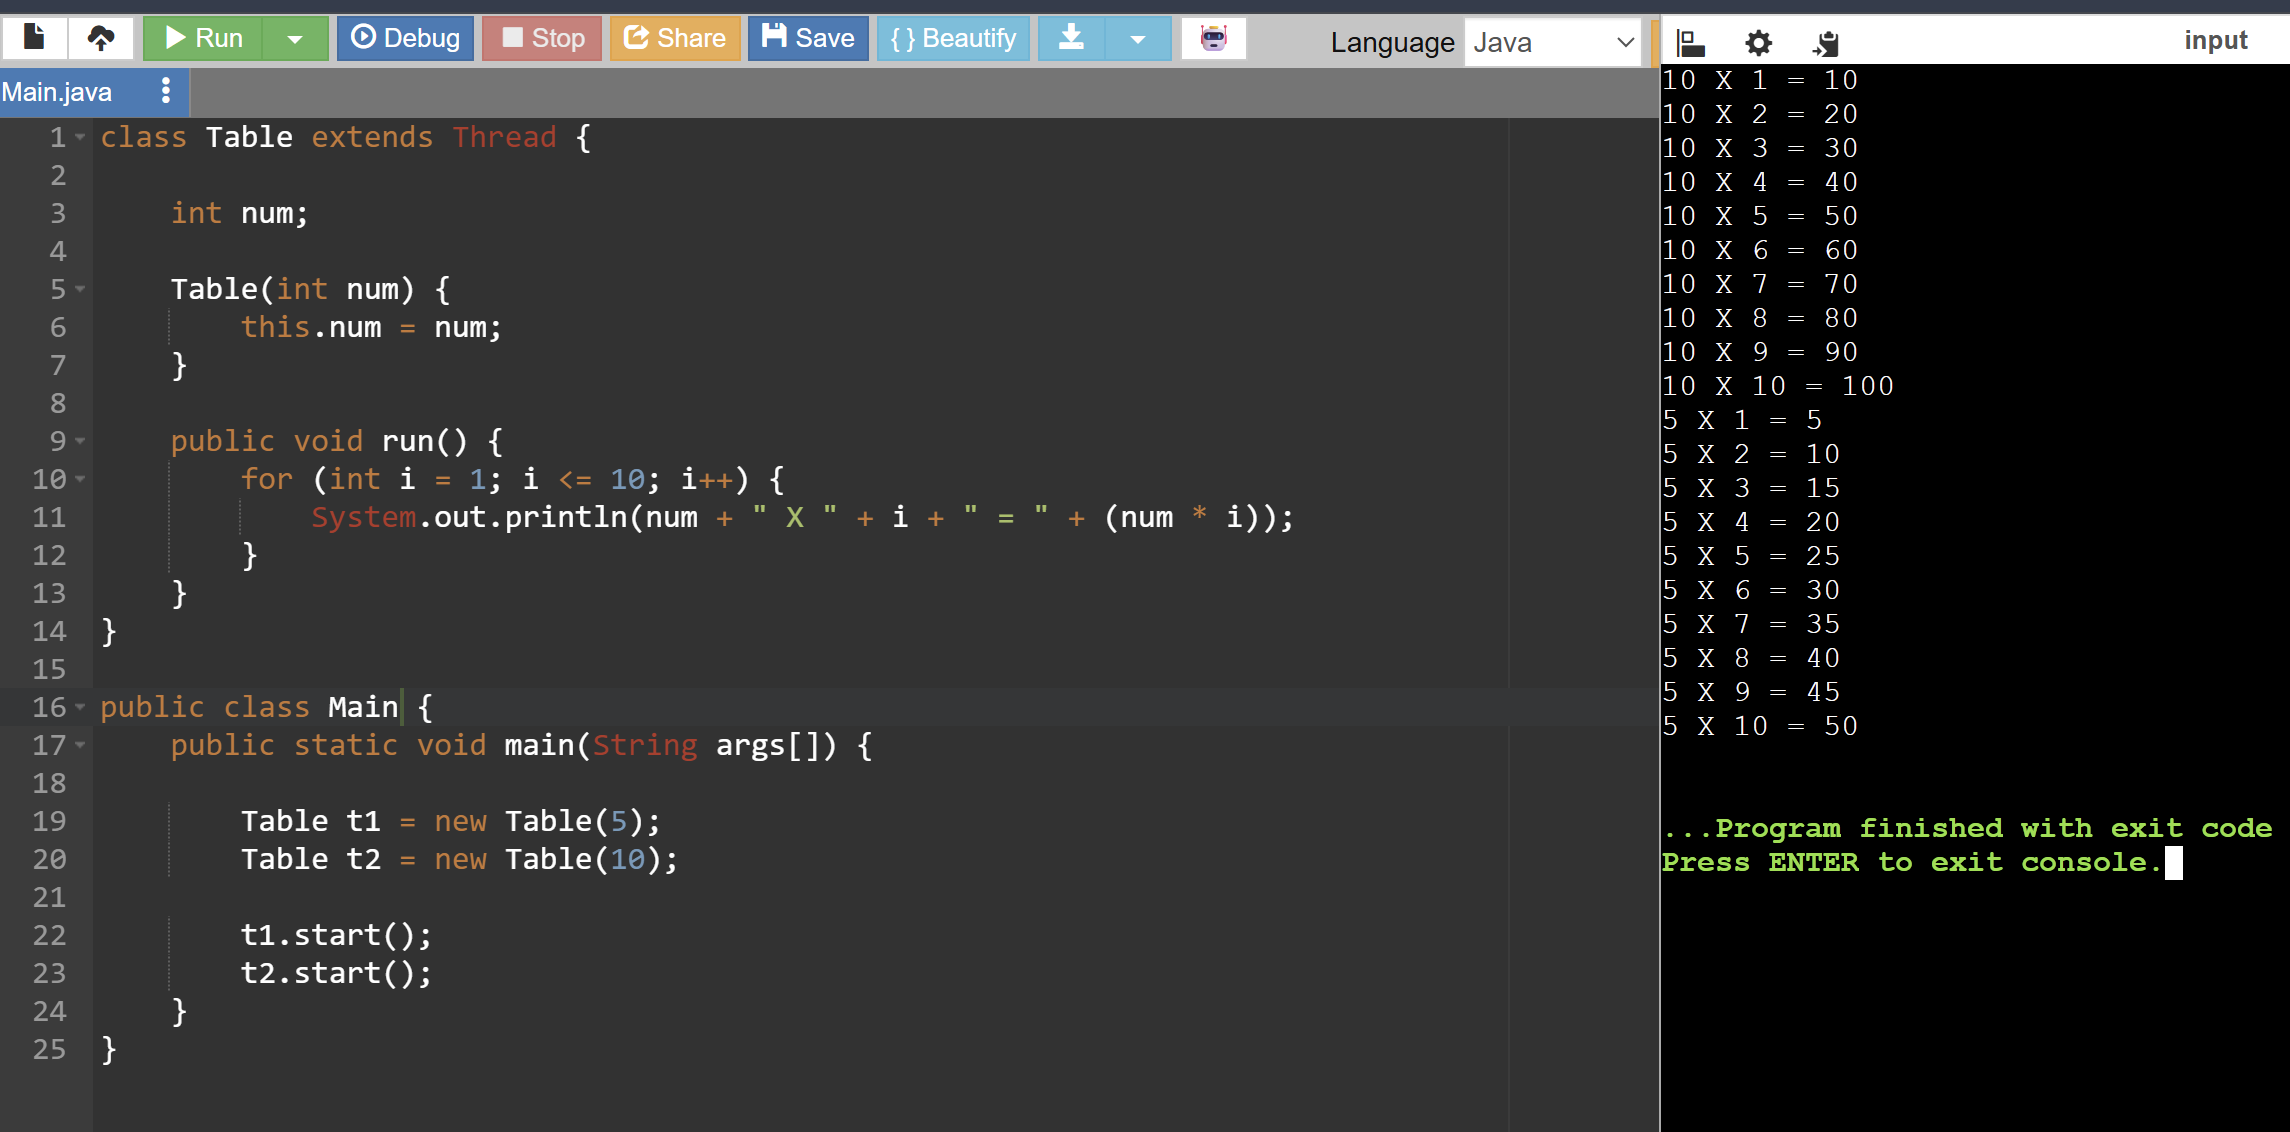 Run Debug Stop Share Save { } Beautify Language Java
Main.java
1 class Table extends Thread {
2
3     int num;
4
5     Table(int num) {
6         this.num = num;
7     }
8
9     public void run() {
10         for (int i = 1; i <= 10; i++) {
11             System.out.println(num + " X " + i + " = " + (num * i));
12         }
13     }
14 }
15
16 public class Main {
17     public static void main(String args[]) {
18
19         Table t1 = new Table(5);
20         Table t2 = new Table(10);
21
22         t1.start();
23         t2.start();
24     }
25 }
input
10 X 1 = 10
10 X 2 = 20
10 X 3 = 30
10 X 4 = 40
10 X 5 = 50
10 X 6 = 60
10 X 7 = 70
10 X 8 = 80
10 X 9 = 90
10 X 10 = 100
5 X 1 = 5
5 X 2 = 10
5 X 3 = 15
5 X 4 = 20
5 X 5 = 25
5 X 6 = 30
5 X 7 = 35
5 X 8 = 40
5 X 9 = 45
5 X 10 = 50
...Program finished with exit code
Press ENTER to exit console.